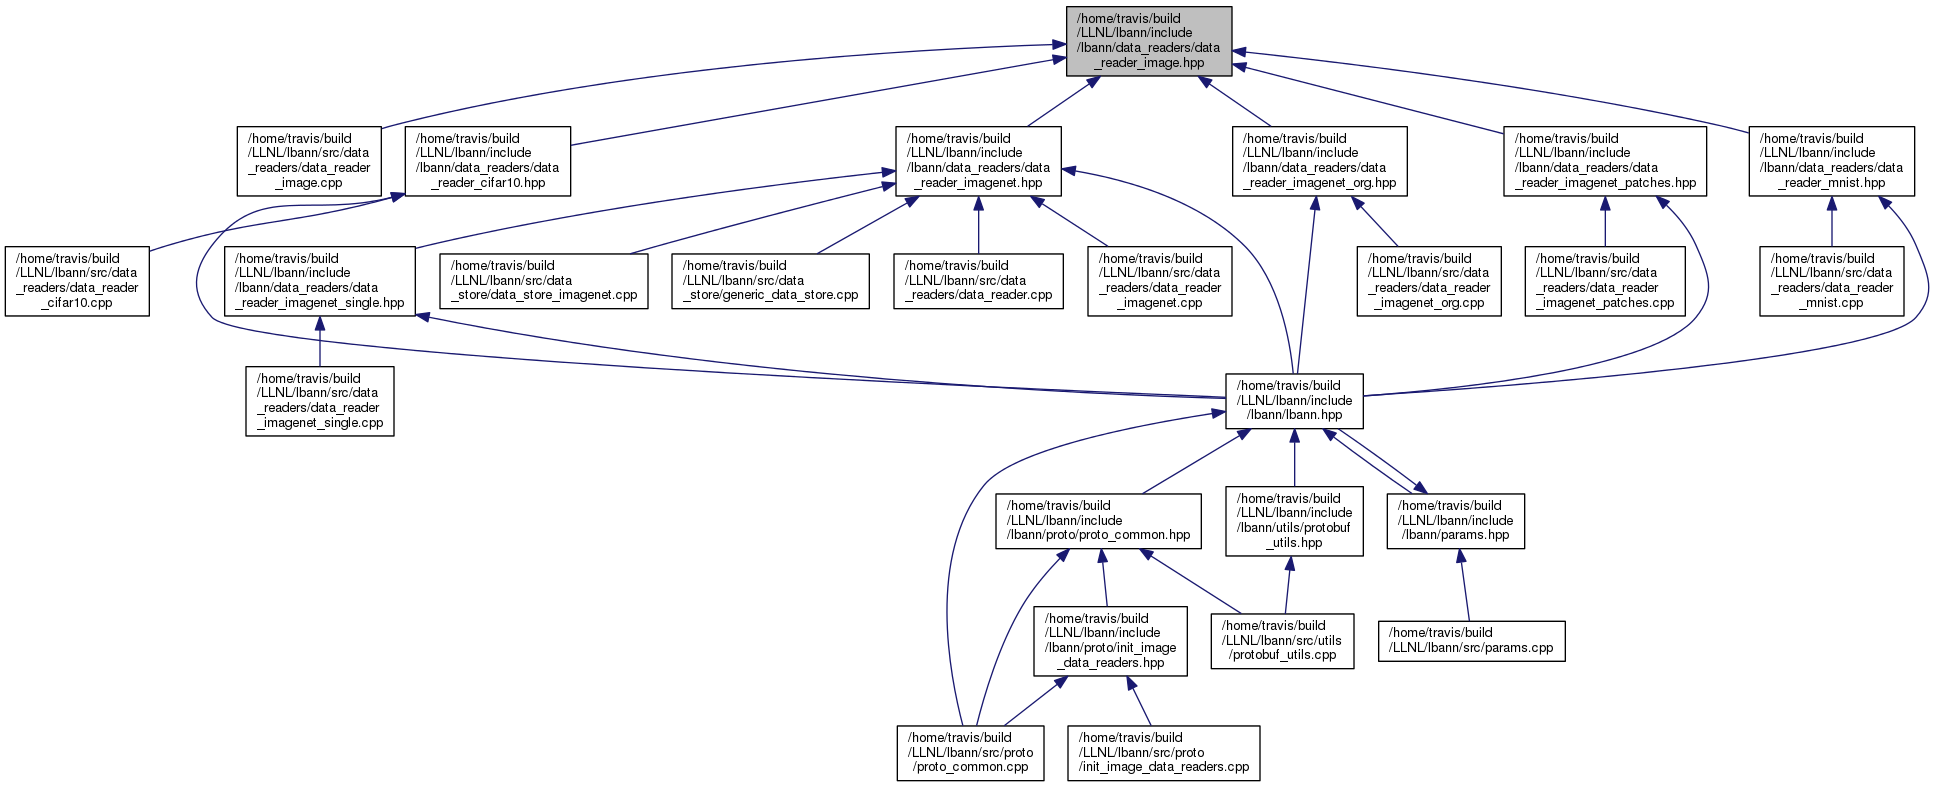 /home/travis/build
/LLNL/lbann/include
/lbann/data_readers/data
_reader_image.hpp
/home/travis/build
/LLNL/lbann/src/data
_readers/data_reader
_image.cpp
/home/travis/build
/LLNL/lbann/include
/lbann/data_readers/data
_reader_cifar10.hpp
/home/travis/build
/LLNL/lbann/include
/lbann/data_readers/data
_reader_imagenet.hpp
/home/travis/build
/LLNL/lbann/include
/lbann/data_readers/data
_reader_imagenet_org.hpp
/home/travis/build
/LLNL/lbann/include
/lbann/data_readers/data
_reader_imagenet_patches.hpp
/home/travis/build
/LLNL/lbann/include
/lbann/data_readers/data
_reader_mnist.hpp
/home/travis/build
/LLNL/lbann/src/data
_readers/data_reader
_cifar10.cpp
/home/travis/build
/LLNL/lbann/include
/lbann/data_readers/data
_reader_imagenet_single.hpp
/home/travis/build
/LLNL/lbann/src/data
_store/data_store_imagenet.cpp
/home/travis/build
/LLNL/lbann/src/data
_store/generic_data_store.cpp
/home/travis/build
/LLNL/lbann/src/data
_readers/data_reader.cpp
/home/travis/build
/LLNL/lbann/src/data
_readers/data_reader
_imagenet.cpp
/home/travis/build
/LLNL/lbann/src/data
_readers/data_reader
_imagenet_org.cpp
/home/travis/build
/LLNL/lbann/src/data
_readers/data_reader
_imagenet_patches.cpp
/home/travis/build
/LLNL/lbann/src/data
_readers/data_reader
_mnist.cpp
/home/travis/build
/LLNL/lbann/src/data
_readers/data_reader
_imagenet_single.cpp
/home/travis/build
/LLNL/lbann/include
/lbann/lbann.hpp
/home/travis/build
/LLNL/lbann/include
/lbann/proto/proto_common.hpp
/home/travis/build
/LLNL/lbann/include
/lbann/utils/protobuf
_utils.hpp
/home/travis/build
/LLNL/lbann/include
/lbann/params.hpp
/home/travis/build
/LLNL/lbann/include
/lbann/proto/init_image
_data_readers.hpp
/home/travis/build
/LLNL/lbann/src/utils
/protobuf_utils.cpp
/home/travis/build
/LLNL/lbann/src/params.cpp
/home/travis/build
/LLNL/lbann/src/proto
/proto_common.cpp
/home/travis/build
/LLNL/lbann/src/proto
/init_image_data_readers.cpp